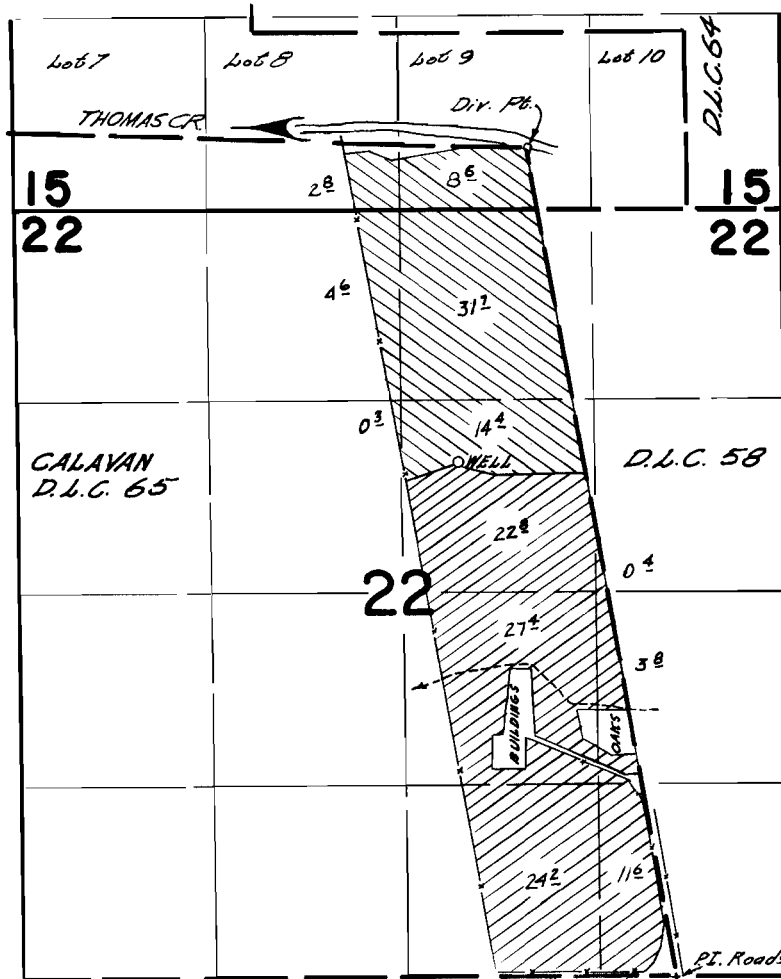 Lot 7 Lot 8 Lot 9 Lot 10
D.L.C. 64
THOMAS CR.
Div. Pt.
15 15
22 22
2 8
8 6
4 6
31 7
0 3
14 4
WELL
CALAVAN
D.L.C. 65
D.L.C. 58
22 8
0 4
22
27 4
3 8
BUILDINGS
OAKS
24 2
11 6
P.I. Roads